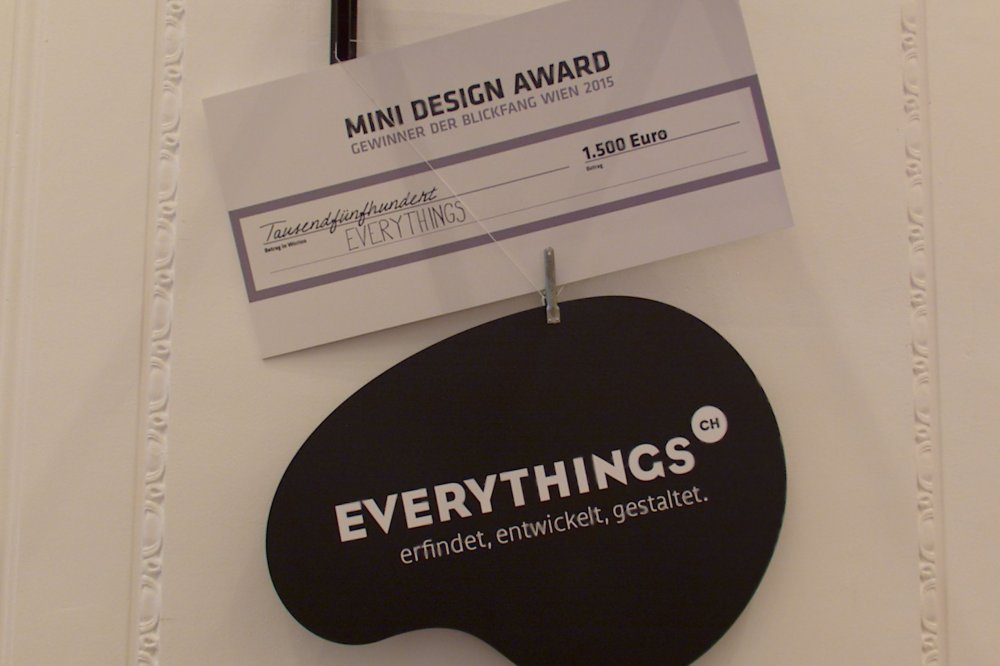 MINI DESIGN AWARD
GEWINNER DER BLICKFANG WIEN 2015
1.500 Euro
Betrag
Tausendfünfhundert
Betrag in Worten
EVERYTHINGS
EVERYTHINGS CH
erfindet, entwickelt, gestaltet.